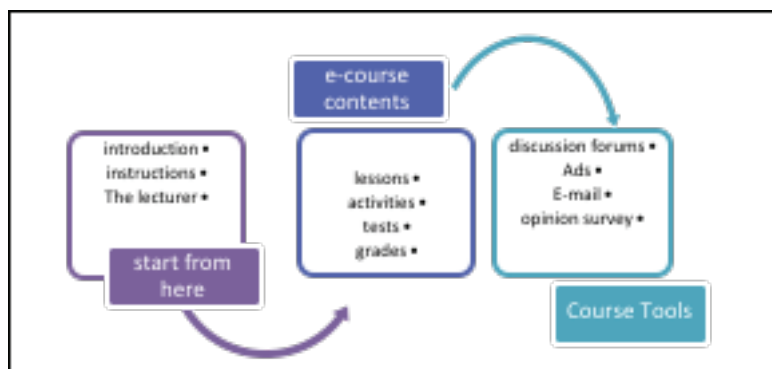 introduction •
instructions •
The lecturer •
start from
here
e-course
contents
lessons •
activities •
tests •
grades •
discussion forums •
Ads •
E-mail •
opinion survey •
Course Tools